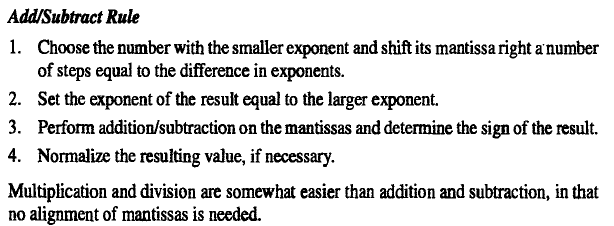 Add/Subtract Rule
1. Choose the number with the smaller exponent and shift its mantissa right a number
of steps equal to the difference in exponents.
2. Set the exponent of the result equal to the larger exponent.
3. Perform addition/subtraction on the mantissas and determine the sign of the result.
4. Normalize the resulting value, if necessary.
Multiplication and division are somewhat easier than addition and subtraction, in that
no alignment of mantissas is needed.